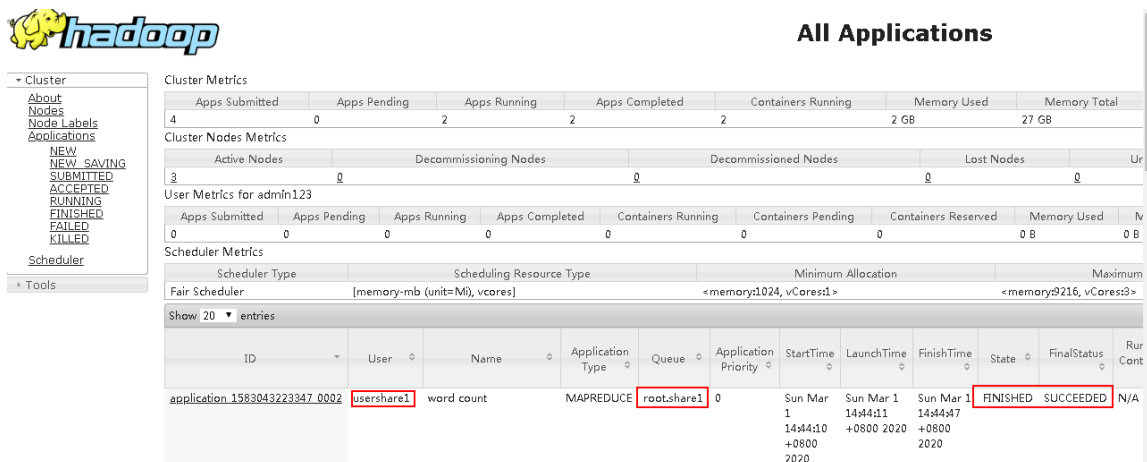 hadoop
All Applications
Cluster
About
Nodes
Node Labels
Applications
NEW
NEW_SAVING
SUBMITTED
ACCEPTED
RUNNING
FINISHED
FAILED
KILLED
Scheduler
Tools
Cluster Metrics
Apps Submitted Apps Pending Apps Running Apps Completed Containers Running Memory Used Memory Total
4 0 2 2 2 2 GB 27 GB
Cluster Nodes Metrics
Active Nodes Decommissioning Nodes Decommissioned Nodes Lost Nodes Ur
3 0 0 0 0
User Metrics for admin123
Apps Submitted Apps Pending Apps Running Apps Completed Containers Running Containers Pending Containers Reserved Memory Used
0 0 0 0 0 0 0 0 B 0 B
Scheduler Metrics
Scheduler Type Scheduling Resource Type Minimum Allocation Maximum
Fair Scheduler [memory-mb (unit=Mi), vcores] <memory:1024, vCores:1> <memory:9216, vCores:3>
Show 20 entries
ID User Name Application Type Queue Application Priority StartTime LaunchTime FinishTime State FinalStatus Rur Cont
application_1583043223347_0002 usershare1 word count MAPREDUCE root.share1 0 Sun Mar Sun Mar 1 Sun Mar 1 FINISHED SUCCEEDED N/A
1 14:44:11 14:44:47
14:44:10 +0800 2020 +0800
+0800 2020
2020